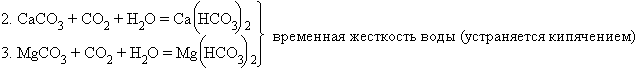 2. CaCO₃ + CO₂ + H₂O = Ca(HCO₃)₂
3. MgCO₃ + CO₂ + H₂O = Mg(HCO₃)₂
временная жесткость воды (устраняется кипячением)